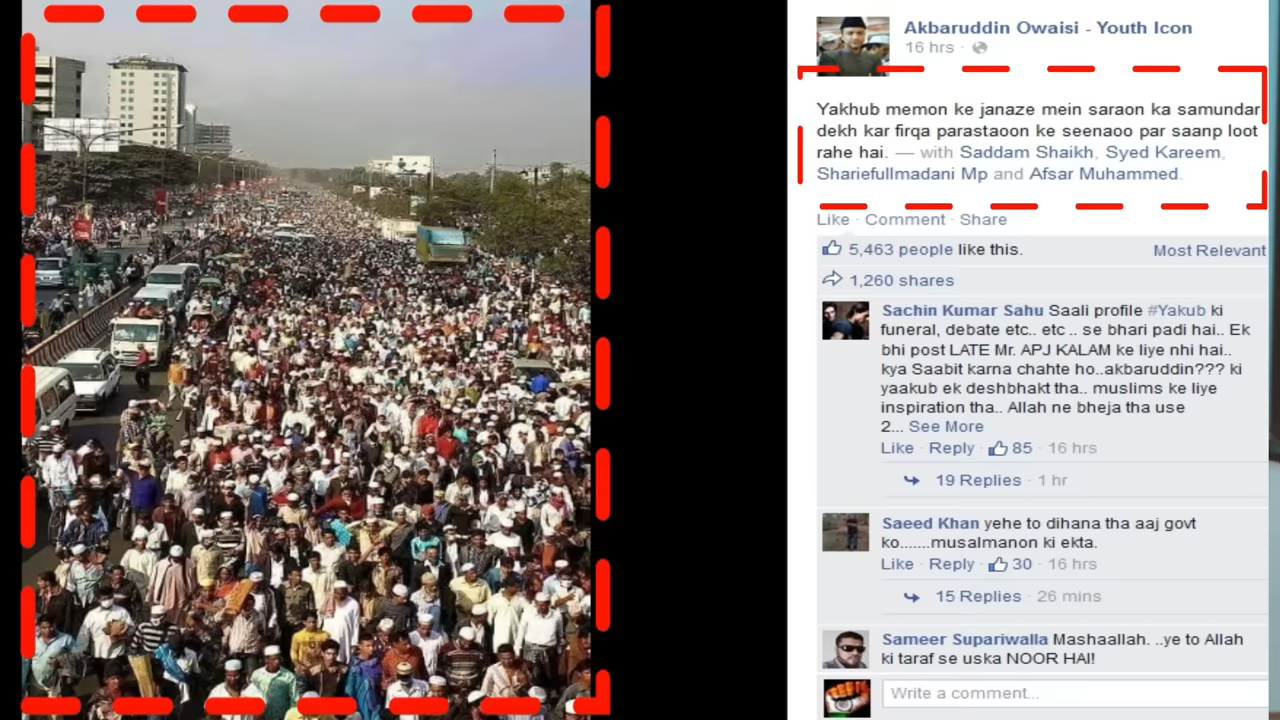 Akbaruddin Owaisi - Youth Icon
16 hrs ·
Yakhub memon ke janaze mein saraon ka samundar
dekh kar firqa parastaoon ke seenaoo par saanp loot
rahe hai. — with Saddam Shaikh, Syed Kareem,
Shariefullmadani Mp and Afsar Muhammed.
Like · Comment · Share
5,463 people like this.
Most Relevant
1,260 shares
Sachin Kumar Sahu Saali profile #Yakub ki
funeral, debate etc.. etc .. se bhari padi hai.. Ek
bhi post LATE Mr. APJ KALAM ke liye nhi hai..
kya Saabit karna chahte ho..akbaruddin??? ki
yaakub ek deshbhakt tha.. muslims ke liye
inspiration tha.. Allah ne bheja tha use
2... See More
Like · Reply · 85 · 16 hrs
19 Replies · 1 hr
Saeed Khan yehe to dihana tha aaj govt
ko.......musalmanon ki ekta.
Like · Reply · 30 · 16 hrs
15 Replies · 26 mins
Sameer Supariwalla Mashaallah. ..ye to Allah
ki taraf se uska NOOR HAI!
Write a comment...